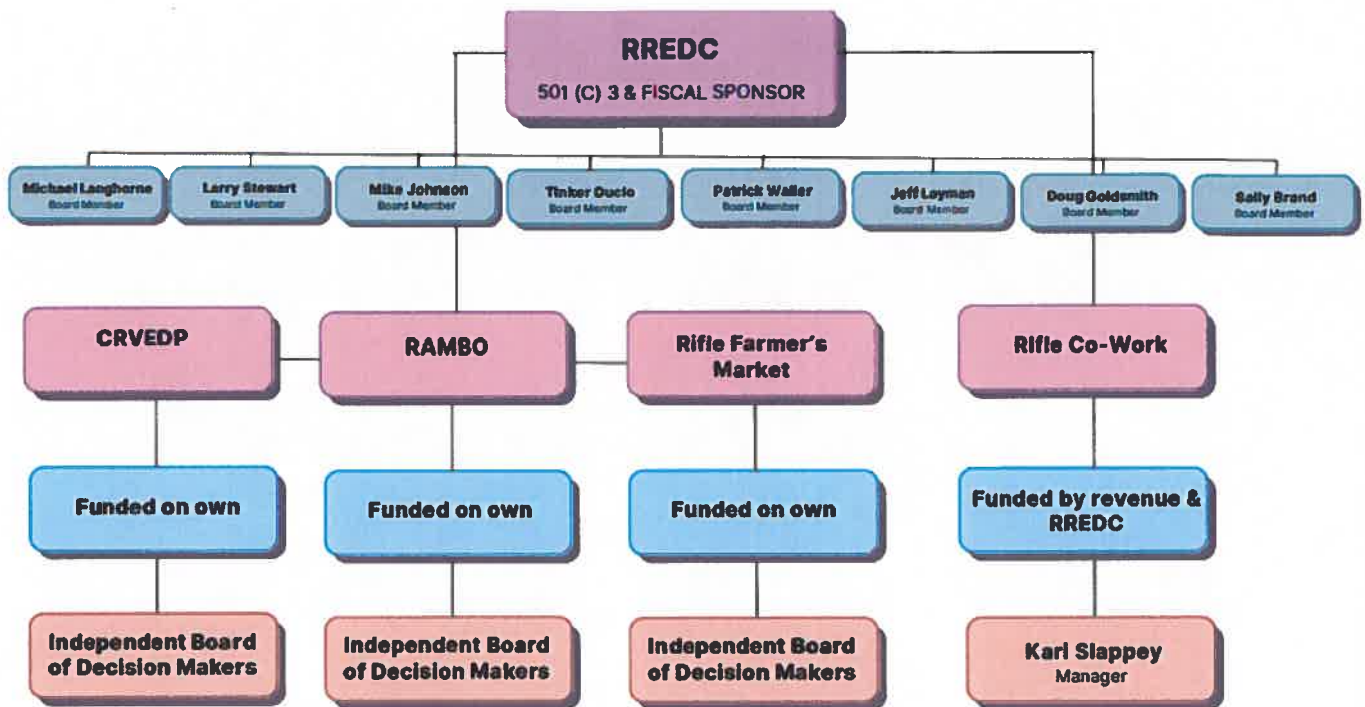 RREDC
501 (C) 3 & FISCAL SPONSOR
Michael Langhorne
Board Member
Larry Stewart
Board Member
Mike Johnson
Board Member
Tinker Duclo
Board Member
Patrick Waller
Board Member
Jeff Layman
Board Member
Doug Goldsmith
Board Member
Sally Brand
Board Member
CRVEDP
RAMBO
Rifle Farmer's
Market
Rifle Co-Work
Funded on own
Funded on own
Funded on own
Funded by revenue &
RREDC
Independent Board
of Decision Makers
Independent Board
of Decision Makers
Independent Board
of Decision Makers
Karl Slappey
Manager